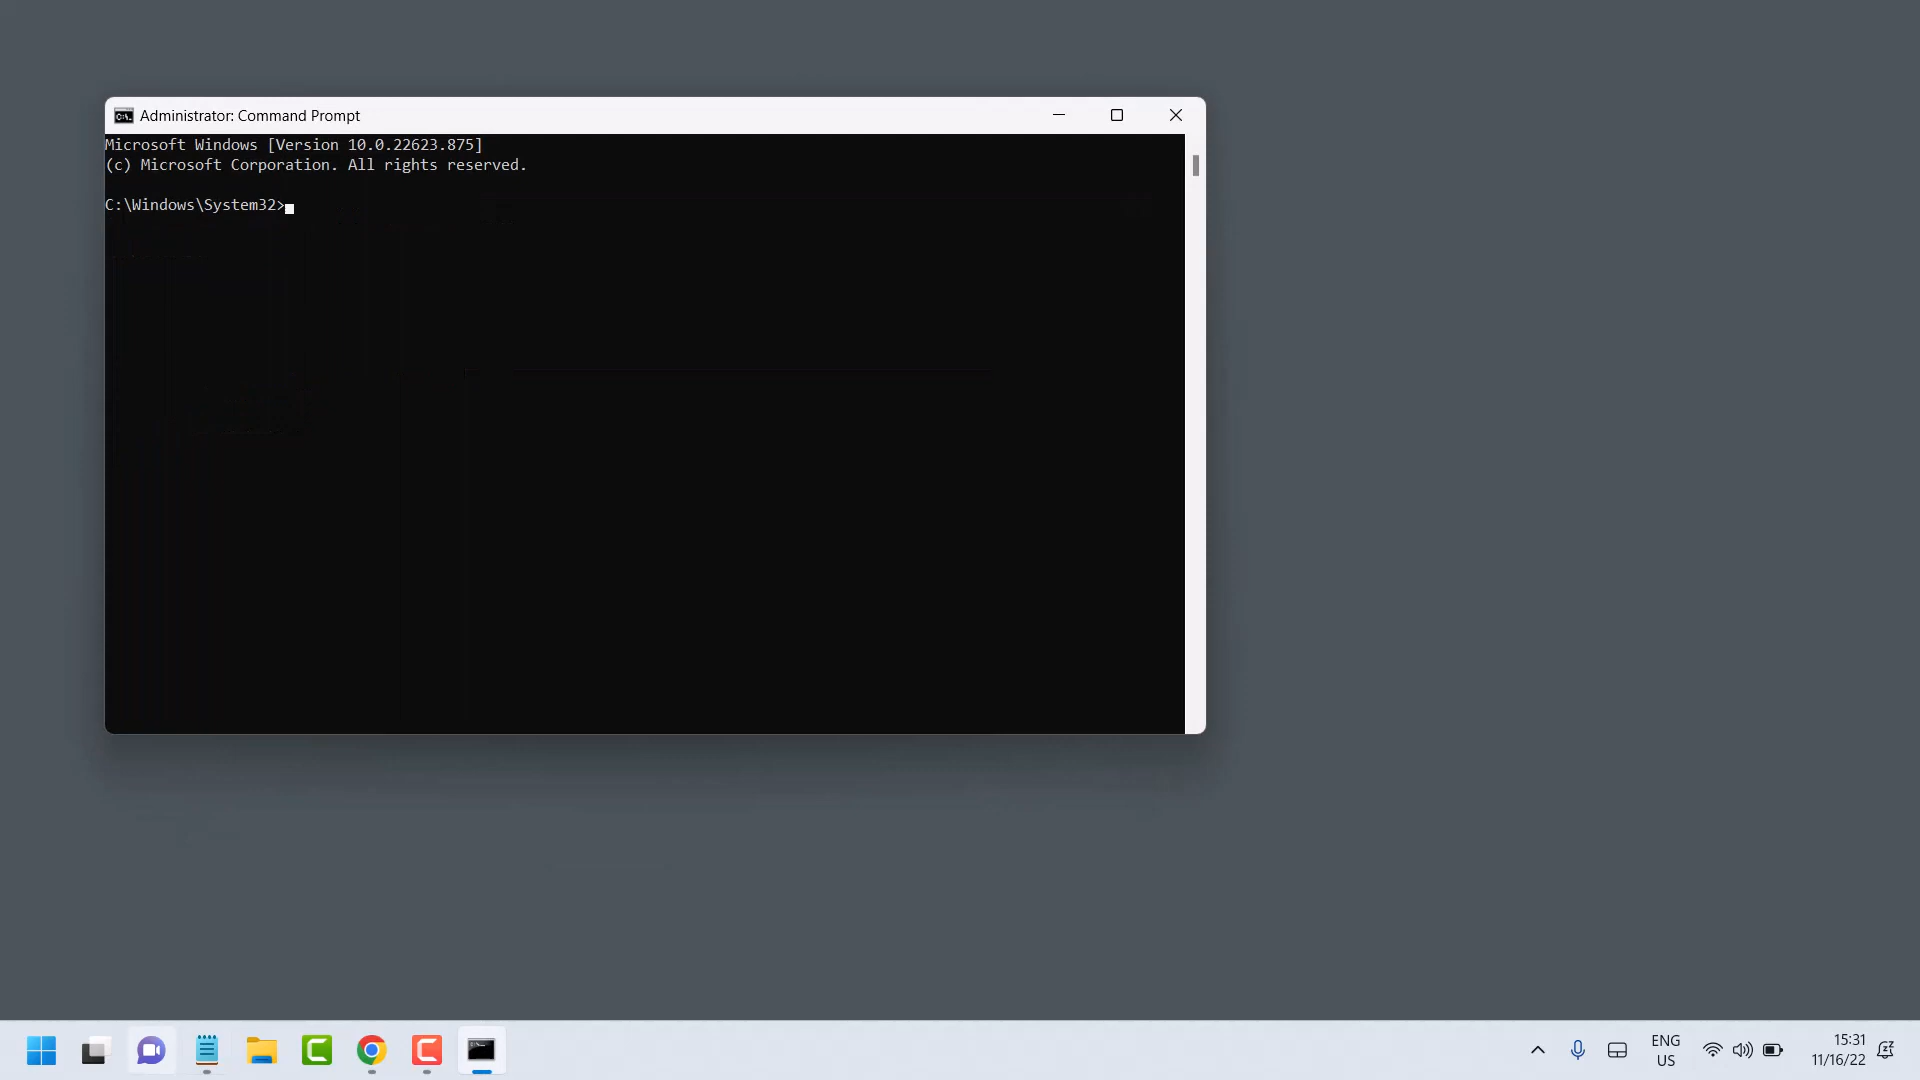 Administrator: Command Prompt
Microsoft Windows [Version 10.0.22623.875]
(c) Microsoft Corporation. All rights reserved.
C:\Windows\System32>
ENG
US
15:31
11/16/22